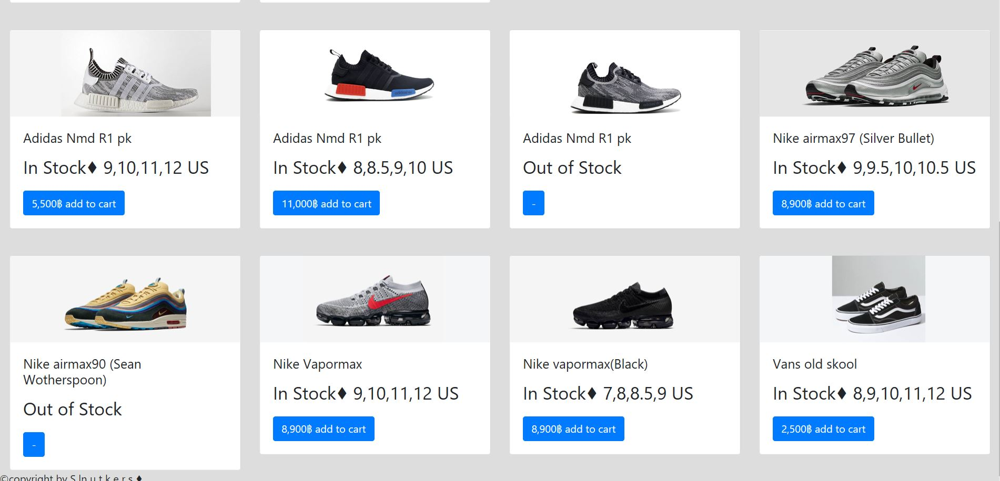 Adidas Nmd R1 pk
In Stock♦ 9,10,11,12 US
5,500฿ add to cart
Adidas Nmd R1 pk
In Stock♦ 8,8.5,9,10 US
11,000฿ add to cart
Adidas Nmd R1 pk
Out of Stock
-
Nike airmax97 (Silver Bullet)
In Stock♦ 9,9.5,10,10.5 US
8,900฿ add to cart
Nike airmax90 (Sean
Wotherspoon)
Out of Stock
-
Nike Vapormax
In Stock♦ 9,10,11,12 US
8,900฿ add to cart
Nike vapormax(Black)
In Stock♦ 7,8,8.5,9 US
8,900฿ add to cart
Vans old skool
In Stock♦ 8,9,10,11,12 US
2,500฿ add to cart
©copyright by S ln u t k e r s ♦